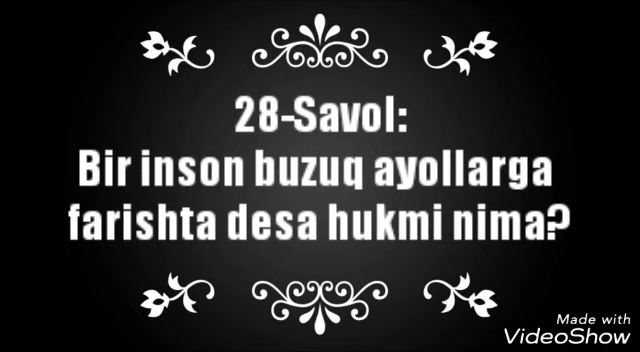 28-Savol:
Bir inson buzuq ayollarga
farishta desa hukmi nima?
Made with
VideoShow